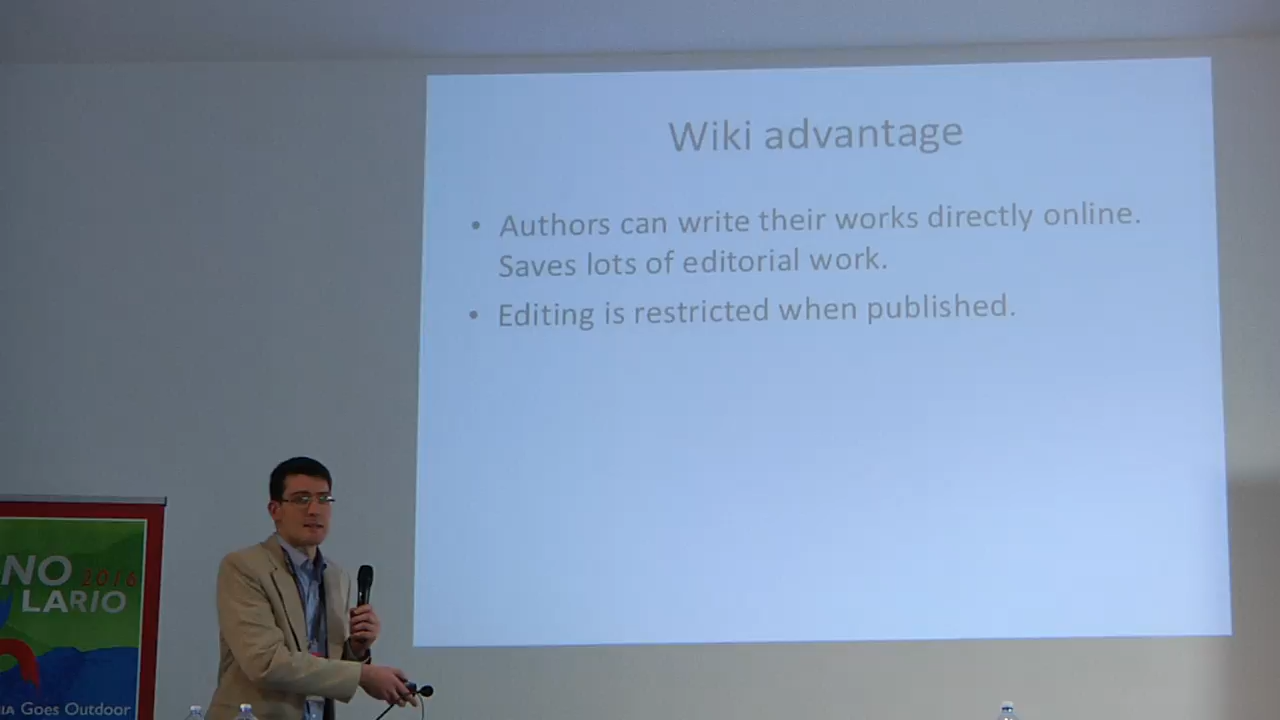 Wiki advantage
• Authors can write their works directly online.
Saves lots of editorial work.
• Editing is restricted when published.
NO 2016
LARIO
IA Goes Outdoor